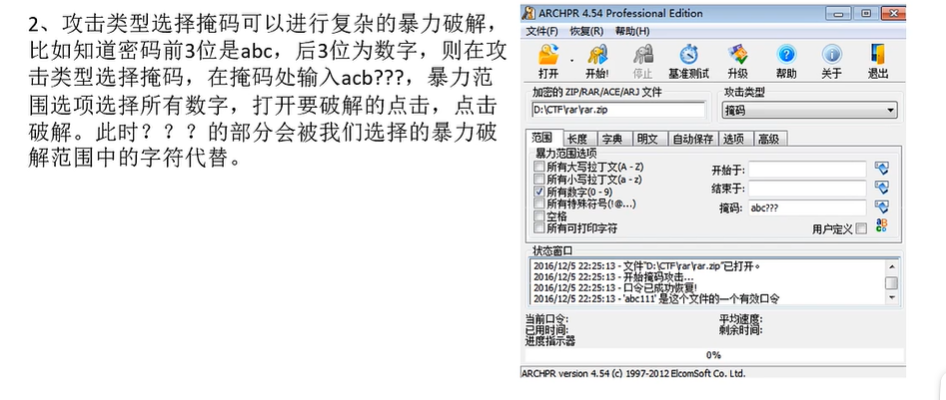 2、攻击类型选择掩码可以进行复杂的暴力破解，
比如知道密码前3位是abc，后3位为数字，则在攻
击类型选择掩码，在掩码处输入acb???，暴力范
围选项选择所有数字，打开要破解的点击，点击
破解。此时？？？的部分会被我们选择的暴力破
解范围中的字符代替。
ARCHPR 4.54 Professional Edition
文件(F) 恢复(R) 帮助(H)
打开 开始! 停止 基准测试 升级 帮助 关于 退出
加密的 ZIP/RAR/ACE/ARJ 文件 攻击类型
D:\CTF\rar\rar.zip 掩码
范围 长度 字典 明文 自动保存 选项 高级
暴力范围选项
所有大写拉丁文(A - Z) 开始于:
所有小写拉丁文(a - z)
所有数字(0 - 9) 结束于:
所有特殊符号(!@...) 掩码: abc???
空格
所有可打印字符 用户定义
状态窗口
2016/12/5 22:25:13 - 文件"D:\CTF\rar\rar.zip"已打开。
2016/12/5 22:25:13 - 开始掩码攻击...
2016/12/5 22:25:13 - 口令已成功恢复!
2016/12/5 22:25:13 - 'abc111' 是这个文件的一个有效口令
当前口令: 平均速度:
已用时间: 剩余时间:
进度指示器
0%
ARCHPR version 4.54 (c) 1997-2012 ElcomSoft Co. Ltd.